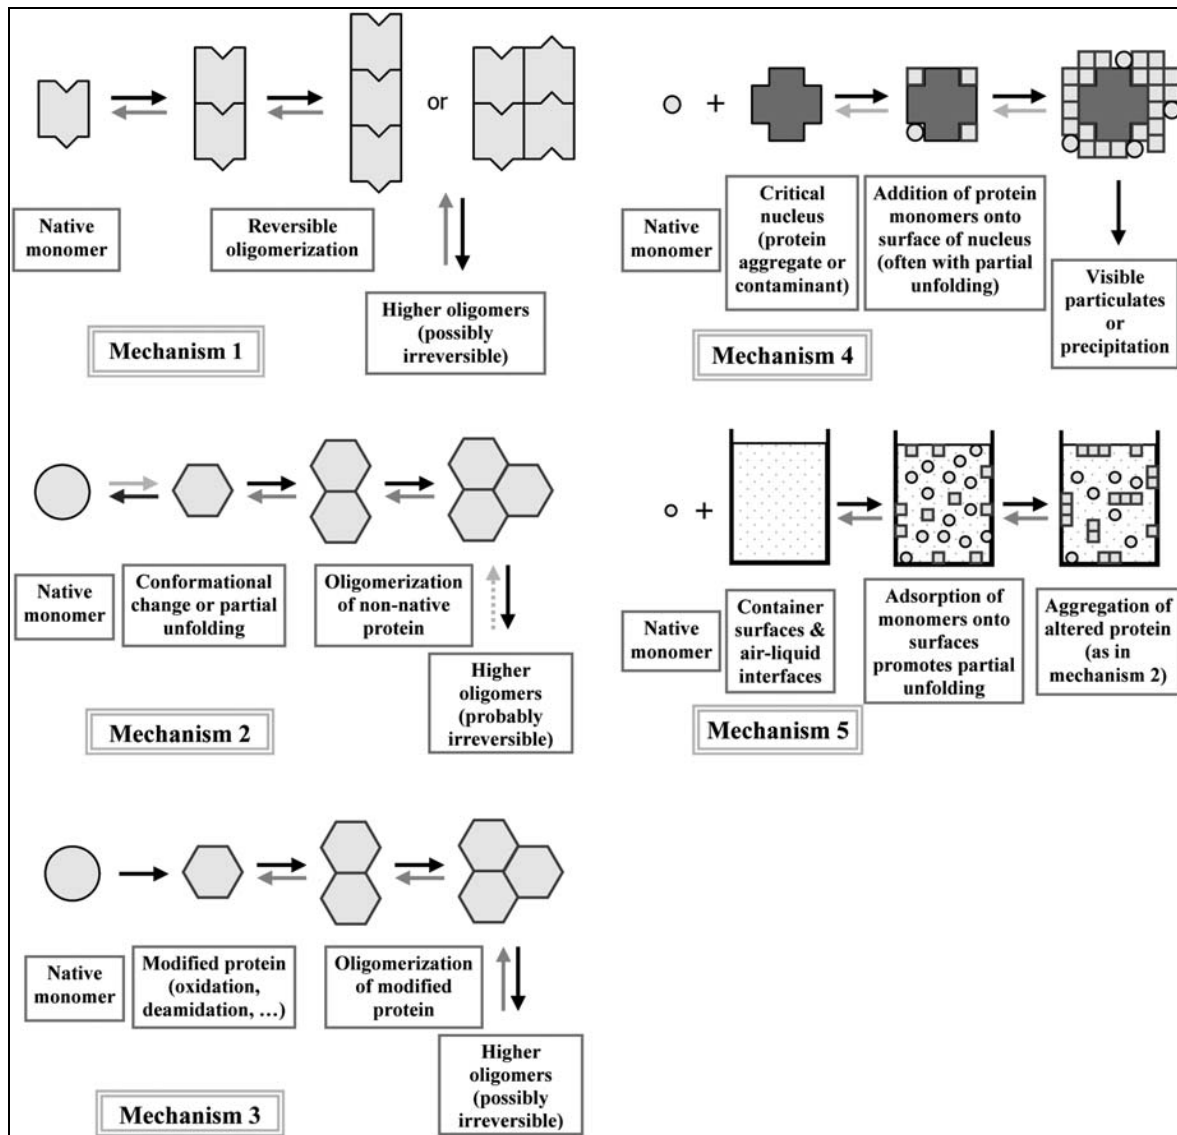 or
Native
monomer
Reversible
oligomerization
Higher oligomers
(possibly
irreversible)
Mechanism 1
Native
monomer
Conformational
change or partial
unfolding
Oligomerization
of non-native
protein
Higher
oligomers
(probably
irreversible)
Mechanism 2
Native
monomer
Modified protein
(oxidation,
deamidation, …)
Oligomerization
of modified
protein
Higher
oligomers
(possibly
irreversible)
Mechanism 3
+
Native
monomer
Critical
nucleus
(protein
aggregate or
contaminant)
Addition of protein
monomers onto
surface of nucleus
(often with partial
unfolding)
Visible
particulates
or
precipitation
Mechanism 4
+
Native
monomer
Container
surfaces &
air-liquid
interfaces
Adsorption of
monomers onto
surfaces
promotes partial
unfolding
Aggregation of
altered protein
(as in
mechanism 2)
Mechanism 5